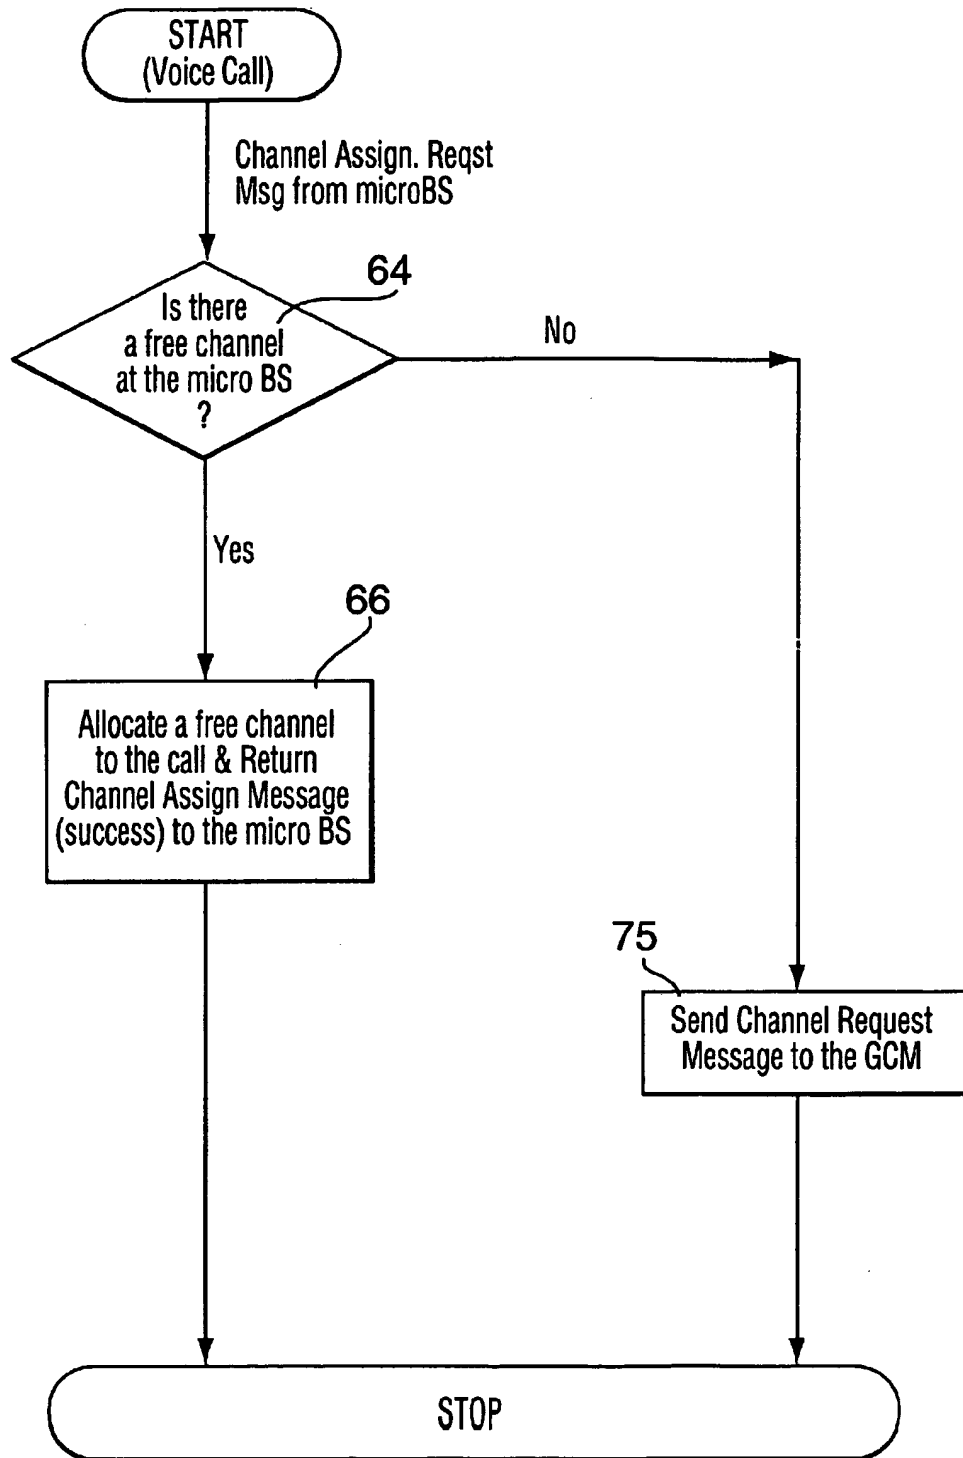 START
(Voice Call)
Channel Assign. Reqst
Msg from microBS
64
Is there
a free channel
at the micro BS
?
No
Yes
66
Allocate a free channel
to the call & Return
Channel Assign Message
(success) to the micro BS
75
Send Channel Request
Message to the GCM
STOP